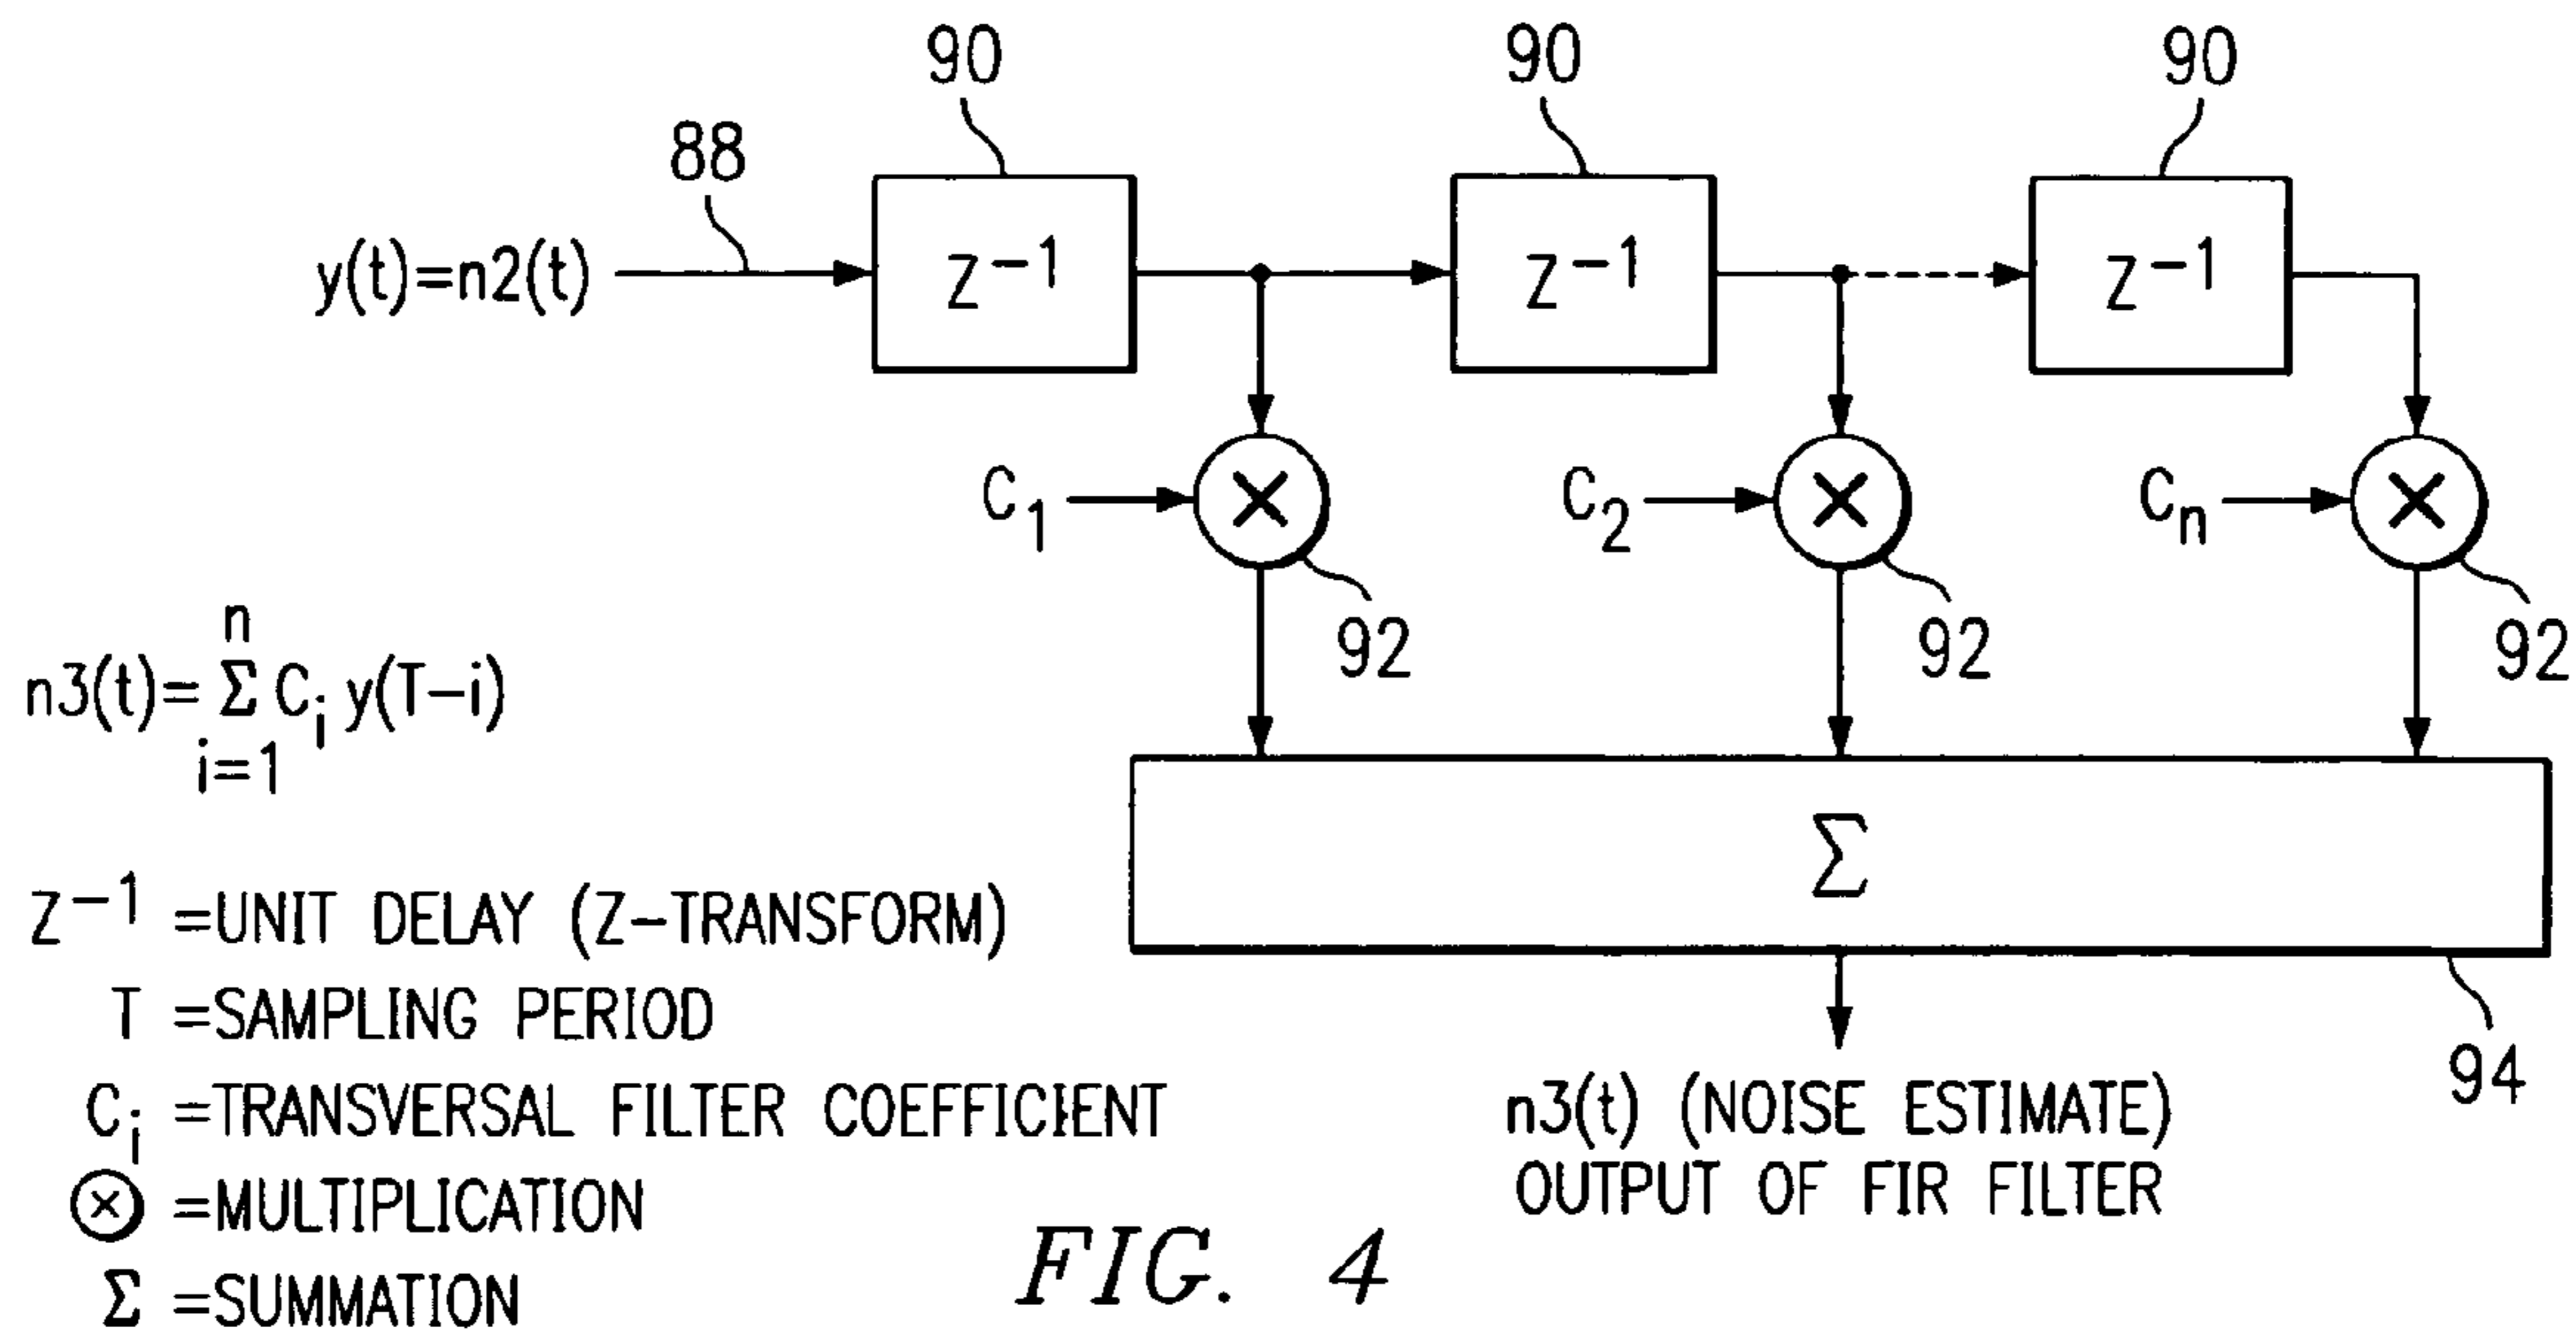 90 90 90
88
y(t)=n2(t) Z⁻¹ Z⁻¹ Z⁻¹
C₁ × C₂ × Cₙ ×
92 92 92
n
n3(t)= Σ Cᵢ y(T−i)
i=1
Σ
Z⁻¹ =UNIT DELAY (Z-TRANSFORM)
T =SAMPLING PERIOD
94
Cᵢ =TRANSVERSAL FILTER COEFFICIENT
n3(t) (NOISE ESTIMATE)
OUTPUT OF FIR FILTER
⊗ =MULTIPLICATION
Σ =SUMMATION
FIG. 4